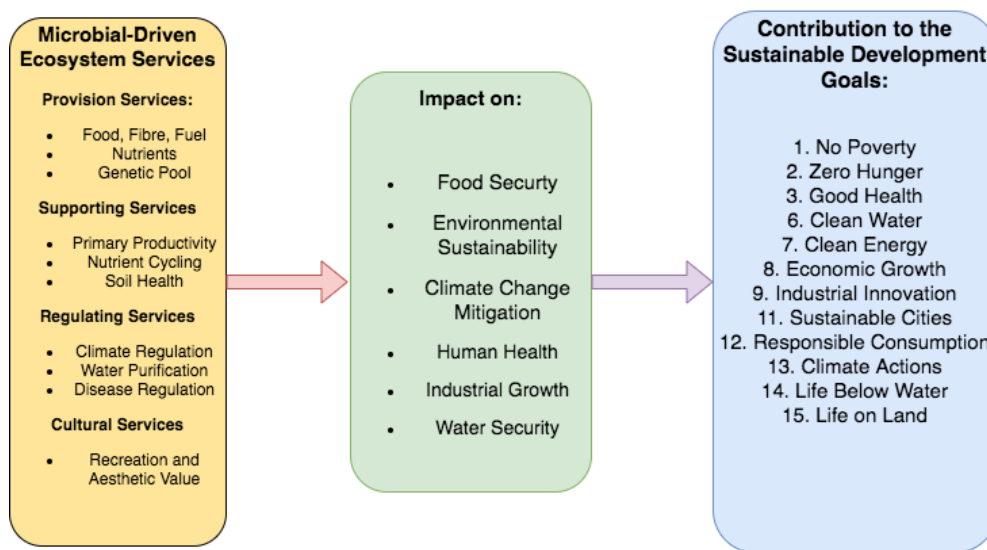 Microbial-Driven
Ecosystem Services
Provision Services:
• Food, Fibre, Fuel
• Nutrients
• Genetic Pool
Supporting Services
• Primary Productivity
• Nutrient Cycling
• Soil Health
Regulating Services
• Climate Regulation
• Water Purification
• Disease Regulation
Cultural Services
• Recreation and
Aesthetic Value
Impact on:
• Food Securty
• Environmental
Sustainability
• Climate Change
Mitigation
• Human Health
• Industrial Growth
• Water Security
Contribution to the
Sustainable Development
Goals:
1. No Poverty
2. Zero Hunger
3. Good Health
6. Clean Water
7. Clean Energy
8. Economic Growth
9. Industrial Innovation
11. Sustainable Cities
12. Responsible Consumption
13. Climate Actions
14. Life Below Water
15. Life on Land